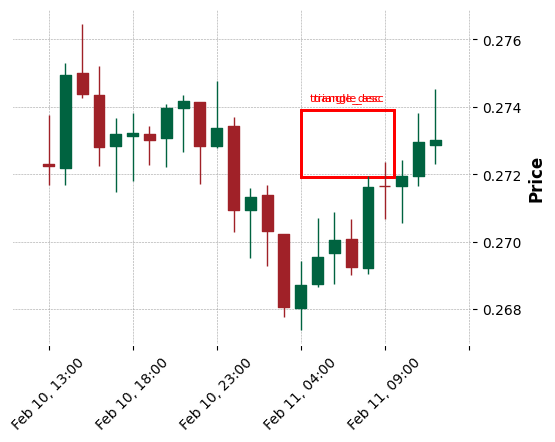 0.276
triangle_desc
0.274
0.272
0.270
0.268
Price
Feb 10, 13:00
Feb 10, 18:00
Feb 10, 23:00
Feb 11, 04:00
Feb 11, 09:00